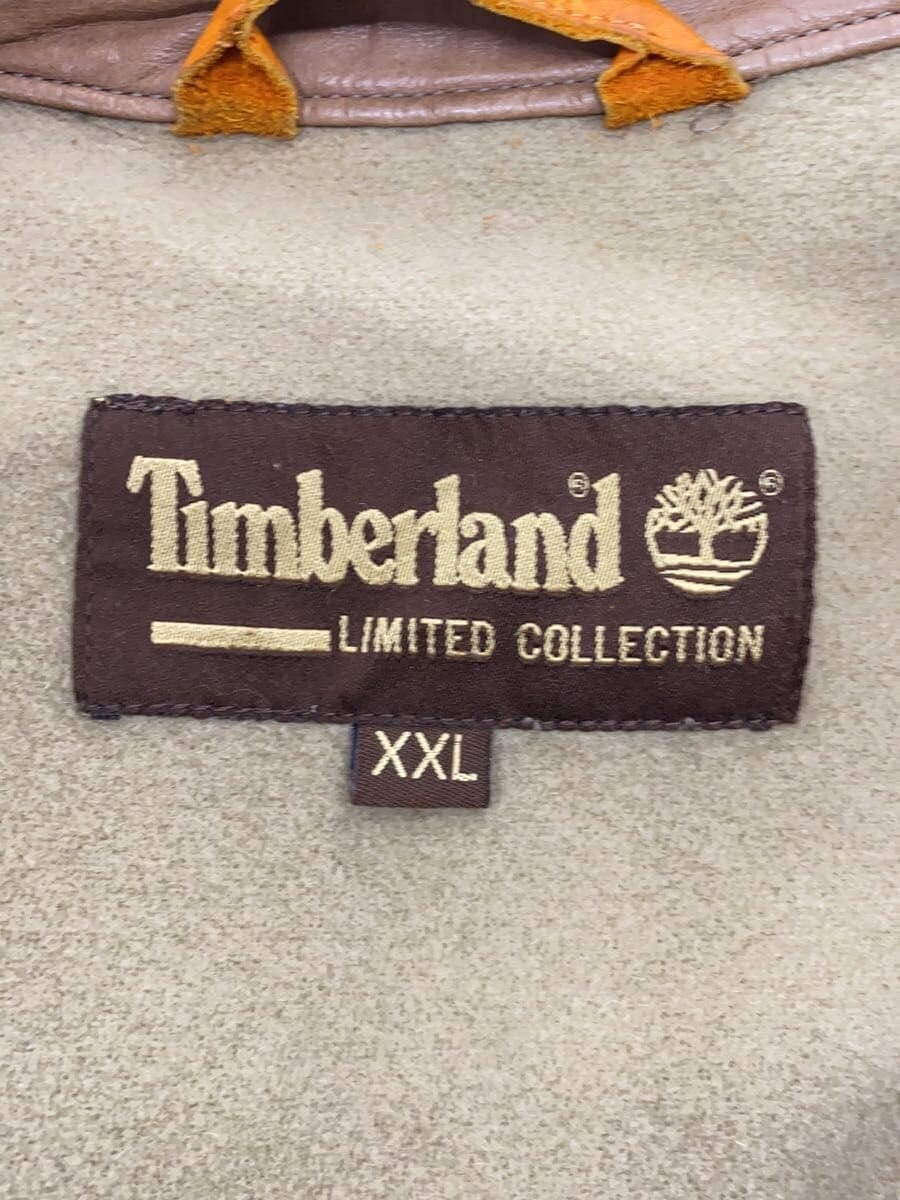 Timberland®
®
LIMITED COLLECTION
XXL